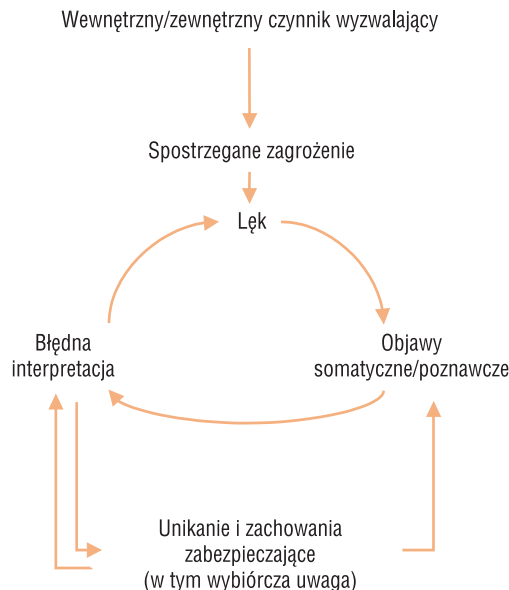 Wewnętrzny/zewnętrzny czynnik wyzwalający
Spostrzegane zagrożenie
Lęk
Błędna
interpretacja
Objawy
somatyczne/poznawcze
Unikanie i zachowania
zabezpieczające
(w tym wybiórcza uwaga)